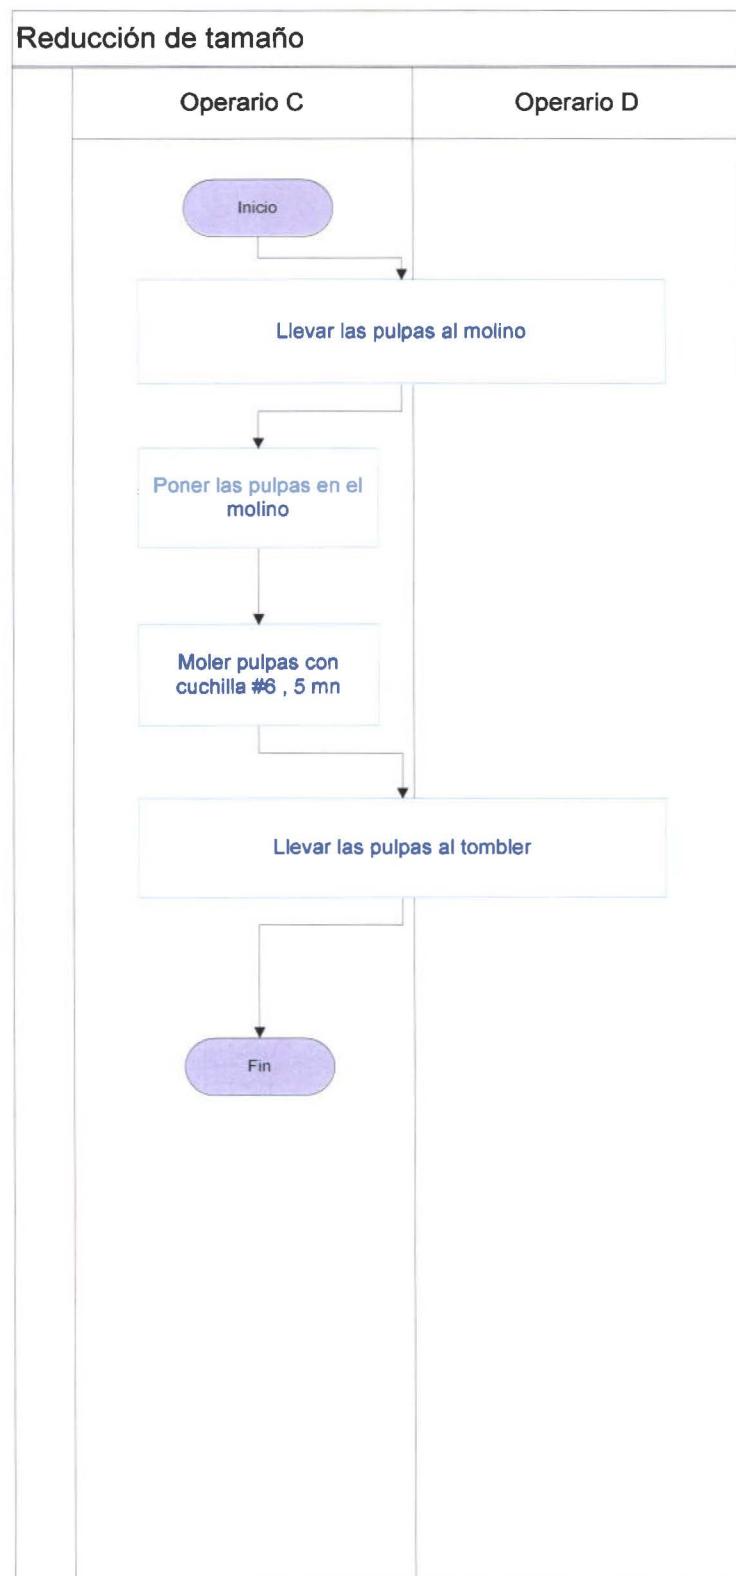 Reducción de tamaño
Operario C
Operario D
Inicio
Llevar las pulpas al molino
Poner las pulpas en el
molino
Moler pulpas con
cuchilla #6 , 5 mn
Llevar las pulpas al tombler
Fin